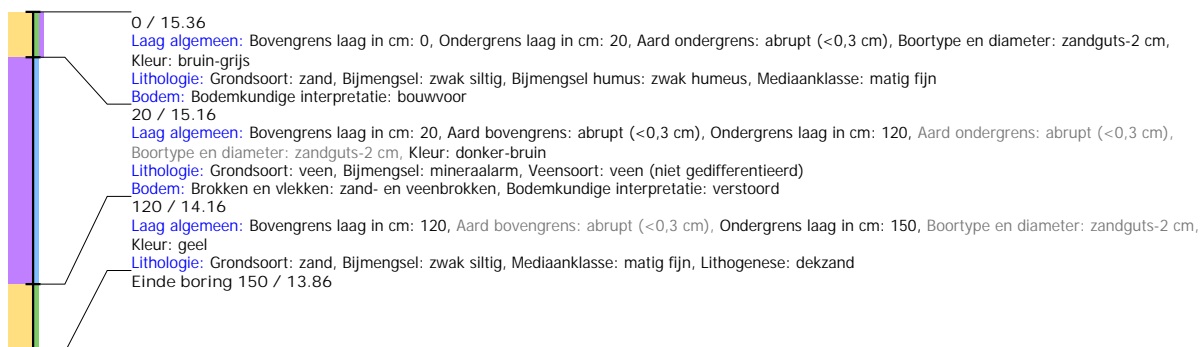 0 / 15.36
Laag algemeen: Bovengrens laag in cm: 0, Ondergrens laag in cm: 20, Aard ondergrens: abrupt (<0,3 cm), Boortype en diameter: zandguts-2 cm,
Kleur: bruin-grijs
Lithologie: Grondsoort: zand, Bijmengsel: zwak siltig, Bijmengsel humus: zwak humeus, Mediaanklasse: matig fijn
Bodem: Bodemkundige interpretatie: bouwvoor
20 / 15.16
Laag algemeen: Bovengrens laag in cm: 20, Aard bovengrens: abrupt (<0,3 cm), Ondergrens laag in cm: 120, Aard ondergrens: abrupt (<0,3 cm),
Boortype en diameter: zandguts-2 cm, Kleur: donker-bruin
Lithologie: Grondsoort: veen, Bijmengsel: mineraalarm, Veensoort: veen (niet gedifferentieerd)
Bodem: Brokken en vlekken: zand- en veenbrokken, Bodemkundige interpretatie: verstoord
120 / 14.16
Laag algemeen: Bovengrens laag in cm: 120, Aard bovengrens: abrupt (<0,3 cm), Ondergrens laag in cm: 150, Boortype en diameter: zandguts-2 cm,
Kleur: geel
Lithologie: Grondsoort: zand, Bijmengsel: zwak siltig, Mediaanklasse: matig fijn, Lithogenese: dekzand
Einde boring 150 / 13.86